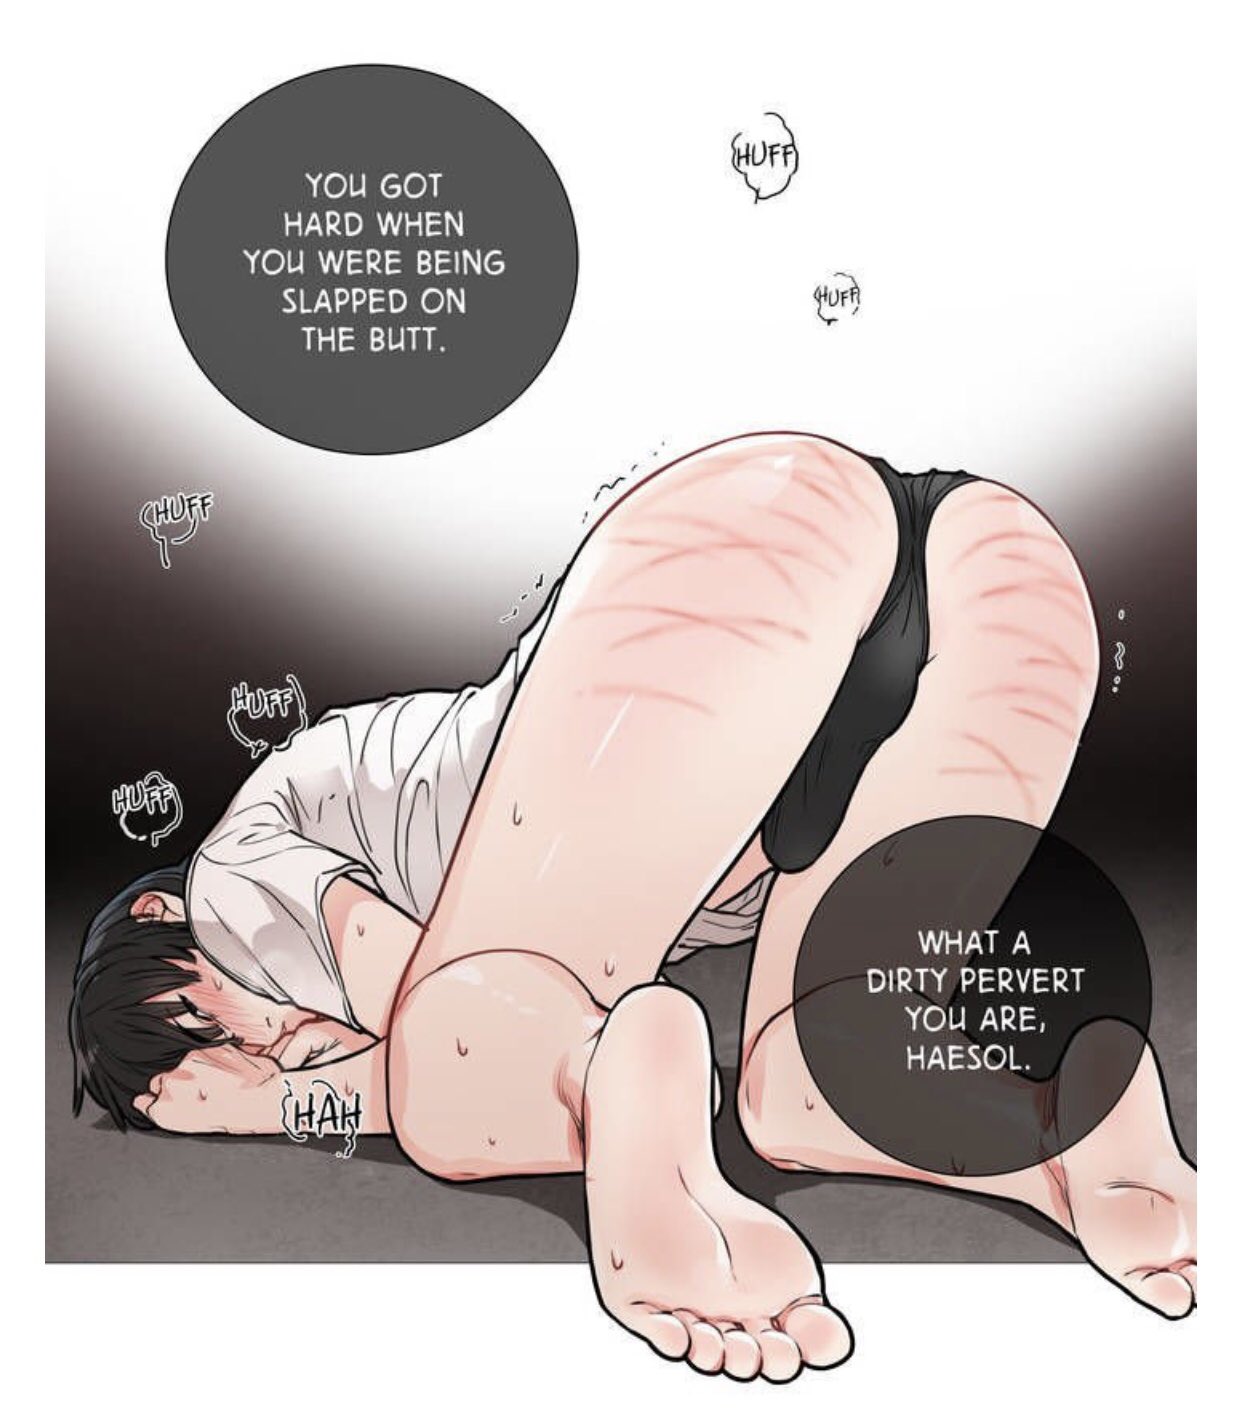 YOU GOT
HARD WHEN
YOU WERE BEING
SLAPPED ON
THE BUTT.
HUFF
HUFF
HUFF
HUFF
HUFF
WHAT A
DIRTY PERVERT
YOU ARE,
HAESOL.
HAH